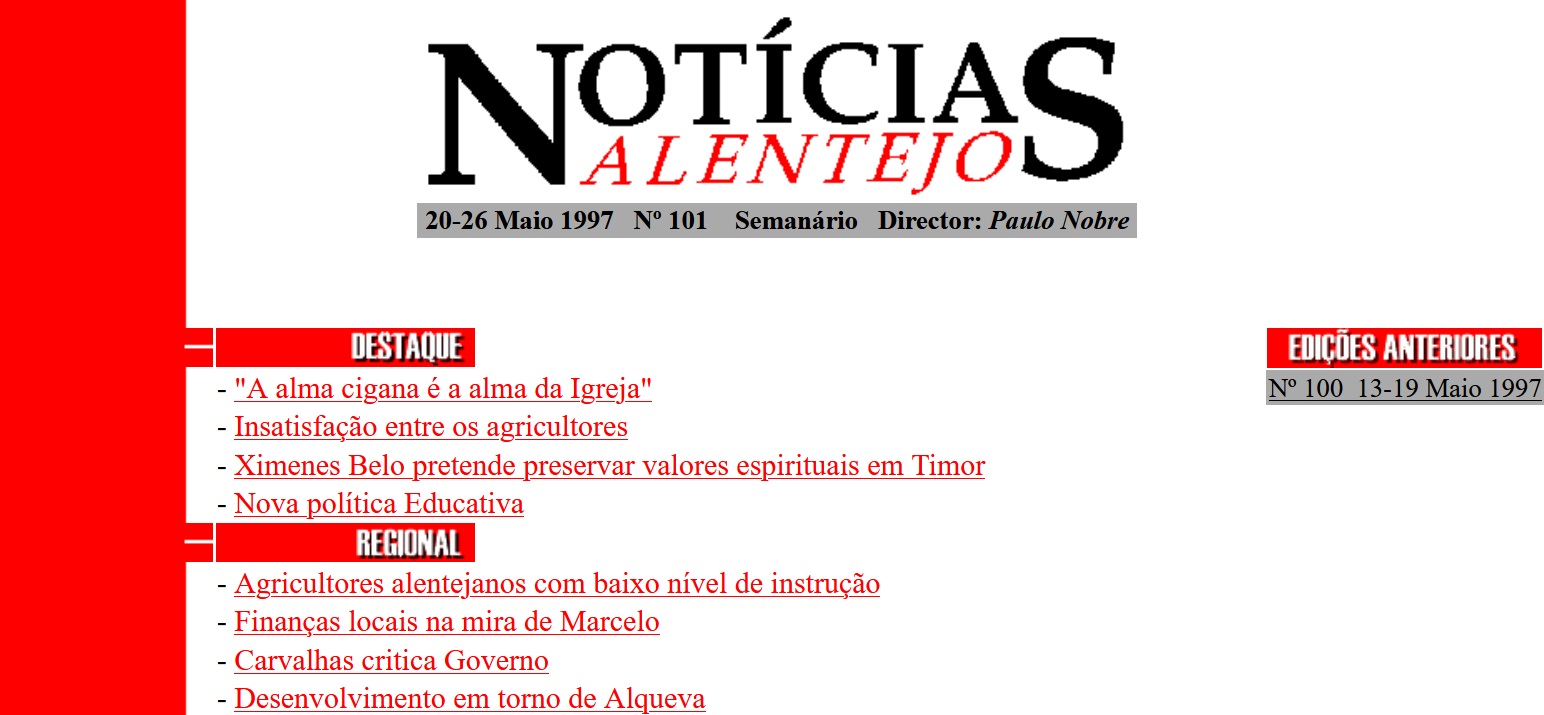 NOTÍCIAS
ALENTEJO
20-26 Maio 1997 Nº 101 Semanário Director: Paulo Nobre
DESTAQUE
- "A alma cigana é a alma da Igreja"
- Insatisfação entre os agricultores
- Ximenes Belo pretende preservar valores espirituais em Timor
- Nova política Educativa
REGIONAL
- Agricultores alentejanos com baixo nível de instrução
- Finanças locais na mira de Marcelo
- Carvalhas critica Governo
- Desenvolvimento em torno de Alqueva
EDIÇÕES ANTERIORES
Nº 100 13-19 Maio 1997